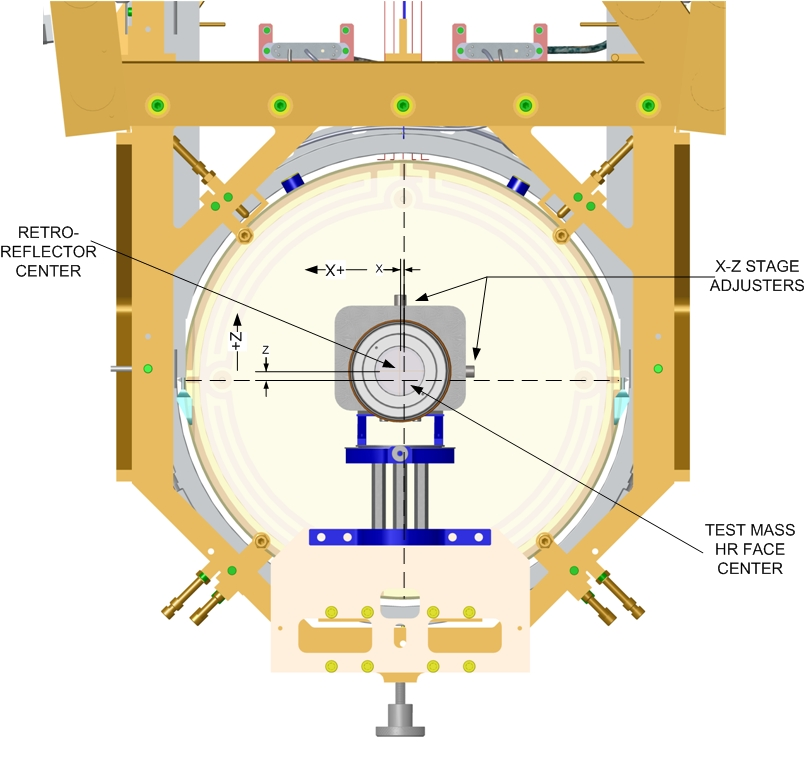 RETRO-
REFLECTOR
CENTER
X+
X
X-Z STAGE
ADJUSTERS
Z+
Z
TEST MASS
HR FACE
CENTER